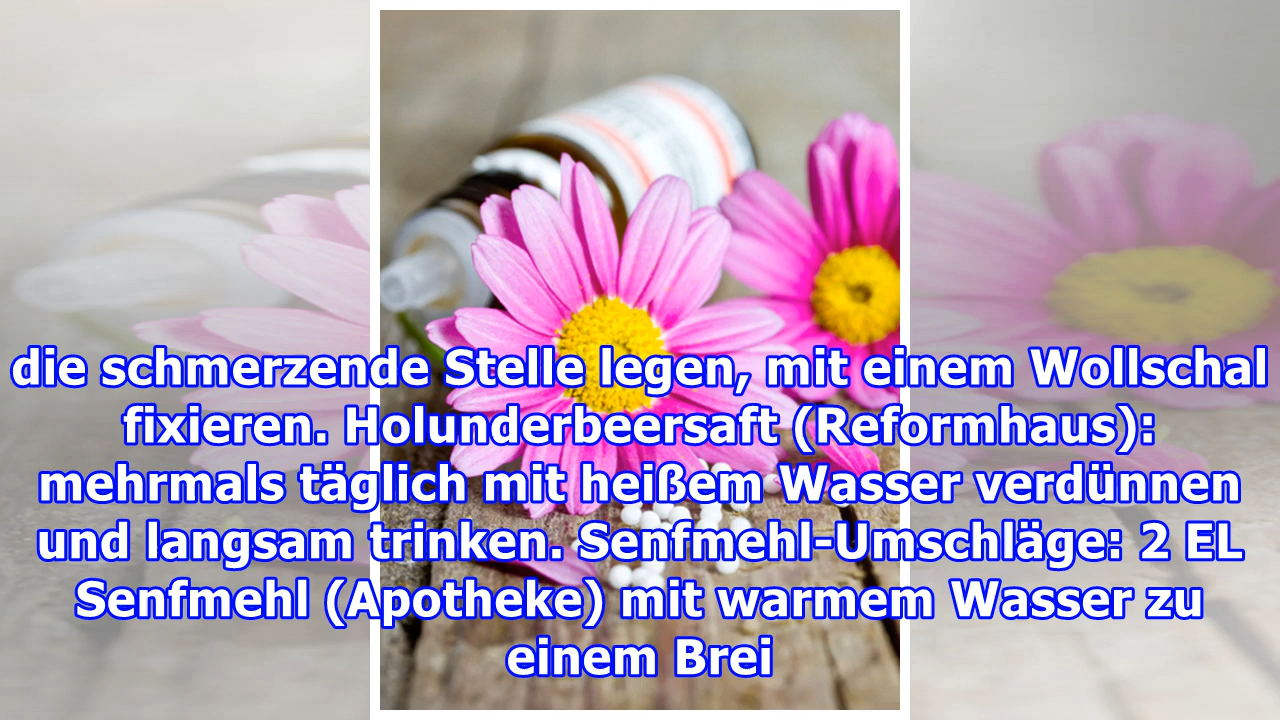 die schmerzende Stelle legen, mit einem Wollschal
fixieren. Holunderbeersaft (Reformhaus):
mehrmals täglich mit heißem Wasser verdünnen
und langsam trinken. Senfmehl-Umschläge: 2 EL
Senfmehl (Apotheke) mit warmem Wasser zu
einem Brei